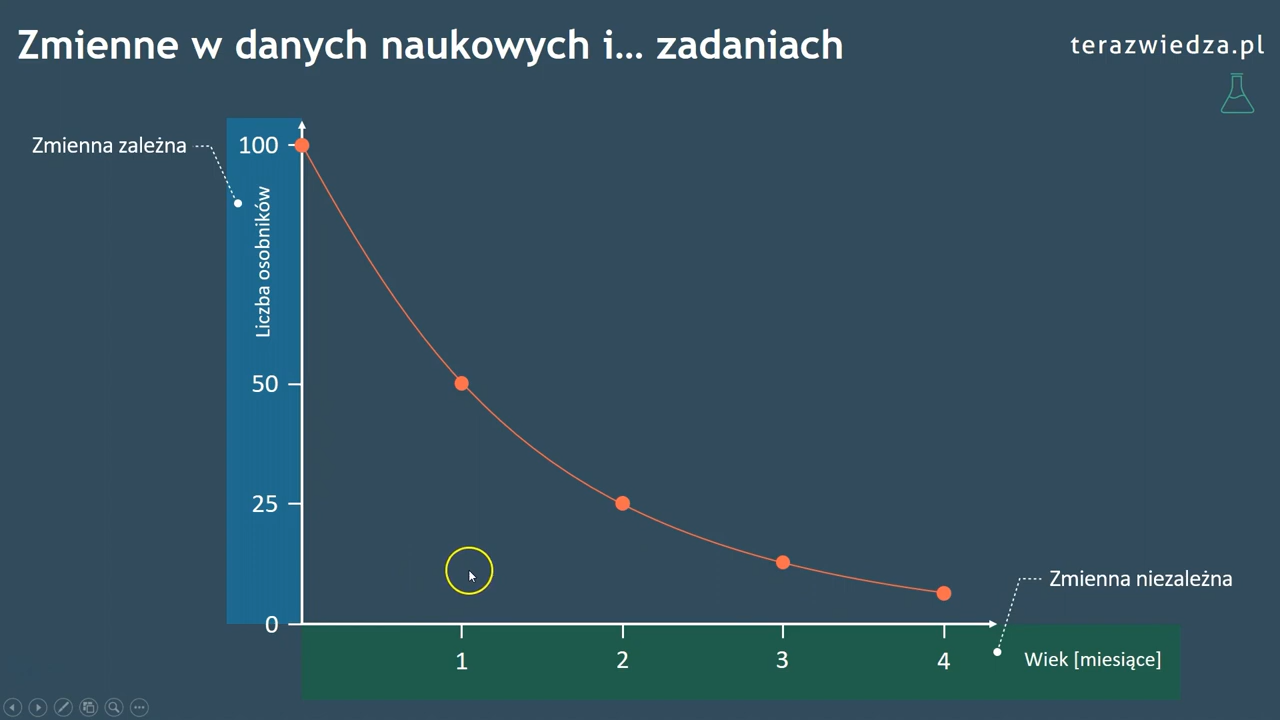 Zmienne w danych naukowych i... zadaniach
terazwiedza.pl
Zmienna zależna
100
Liczba osobników
50
25
0
1
2
3
4
Zmienna niezależna
Wiek [miesiące]